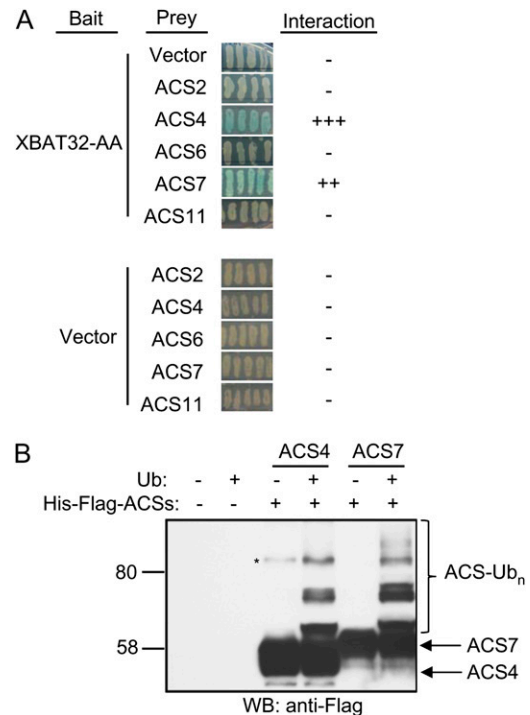 A Bait Prey Interaction
Vector -
ACS2 -
XBAT32-AA ACS4 +++
ACS6 -
ACS7 ++
ACS11 -
ACS2 -
ACS4 -
Vector ACS6 -
ACS7 -
ACS11 -
B ACS4 ACS7
Ub: - + - + - +
His-Flag-ACSs: - - + + + +
*
80
ACS-Ubn
58
ACS7
ACS4
WB: anti-Flag